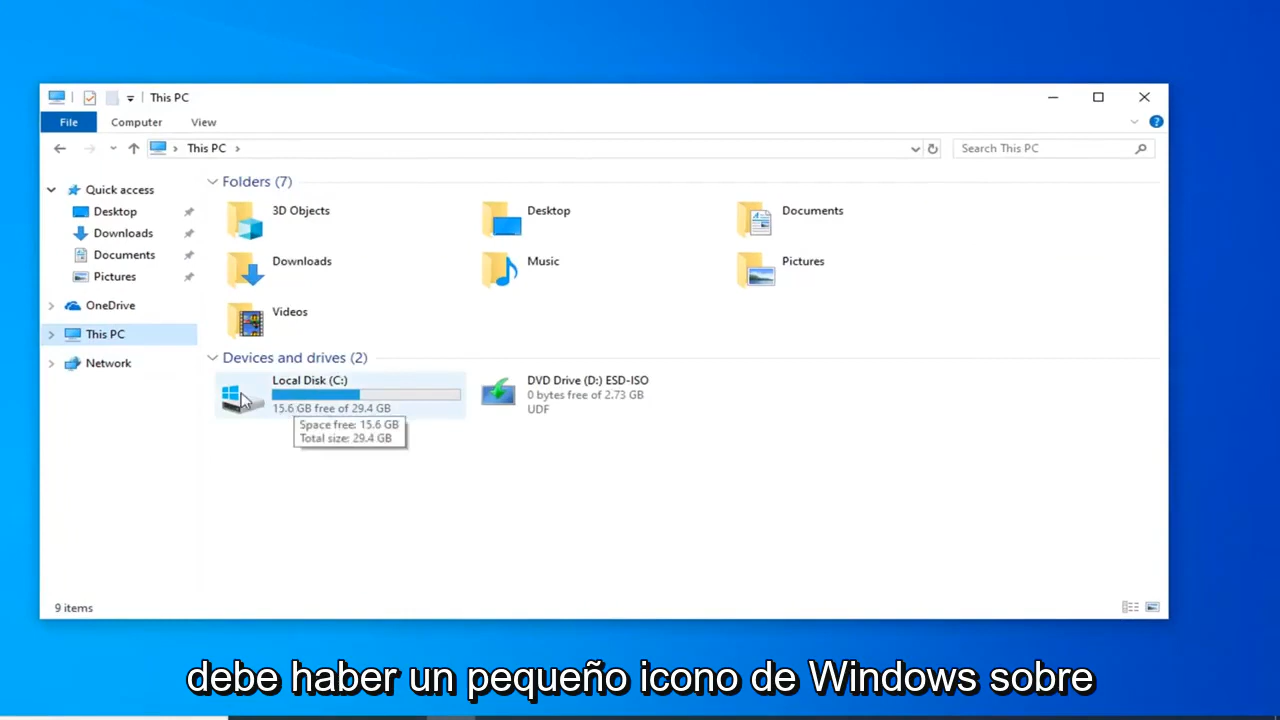 This PC
File Computer View
This PC
Search This PC
Quick access
Desktop
Downloads
Documents
Pictures
OneDrive
This PC
Network
Folders (7)
3D Objects
Desktop
Documents
Downloads
Music
Pictures
Videos
Devices and drives (2)
Local Disk (C:)
15.6 GB free of 29.4 GB
DVD Drive (D:) ESD-ISO
0 bytes free of 2.73 GB
UDF
Space free: 15.6 GB
Total size: 29.4 GB
9 items
debe haber un pequeño icono de Windows sobre